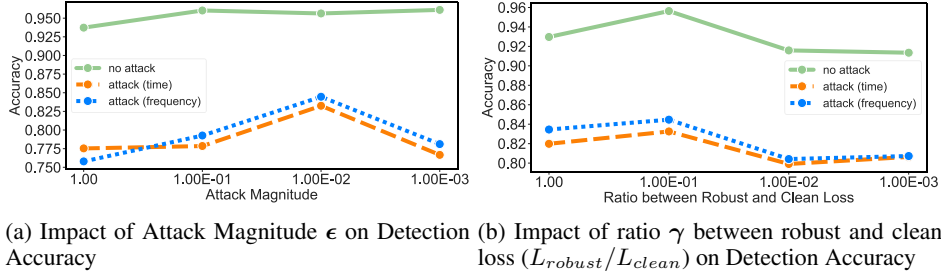 0.950
0.925
0.900
0.875
0.850
0.825
0.800
0.775
0.750
Accuracy
no attack
attack (time)
attack (frequency)
1.00
1.00E-01
1.00E-02
1.00E-03
Attack Magnitude
(a) Impact of Attack Magnitude ϵ on Detection
Accuracy
0.96
0.94
0.92
0.90
0.88
0.86
0.84
0.82
0.80
Accuracy
no attack
attack (time)
attack (frequency)
1.00
1.00E-01
1.00E-02
1.00E-03
Ratio between Robust and Clean Loss
(b) Impact of ratio γ between robust and clean
loss (L_robust/L_clean) on Detection Accuracy